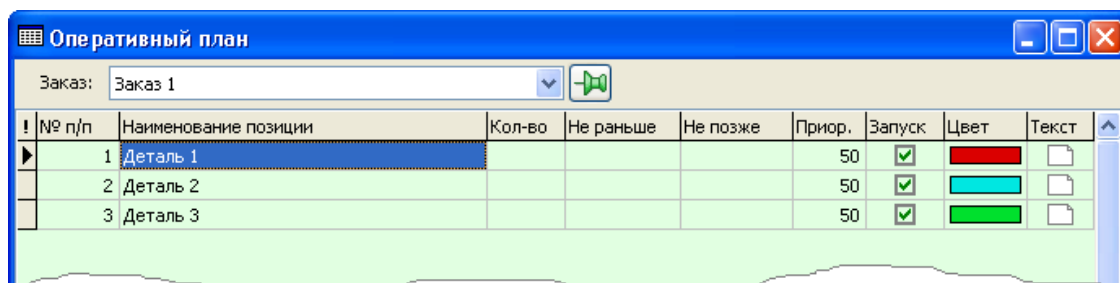 Оперативный план
Заказ: Заказ 1
! № п/п Наименование позиции Кол-во Не раньше Не позже Приор. Запуск Цвет Текст
1 Деталь 1 50
2 Деталь 2 50
3 Деталь 3 50